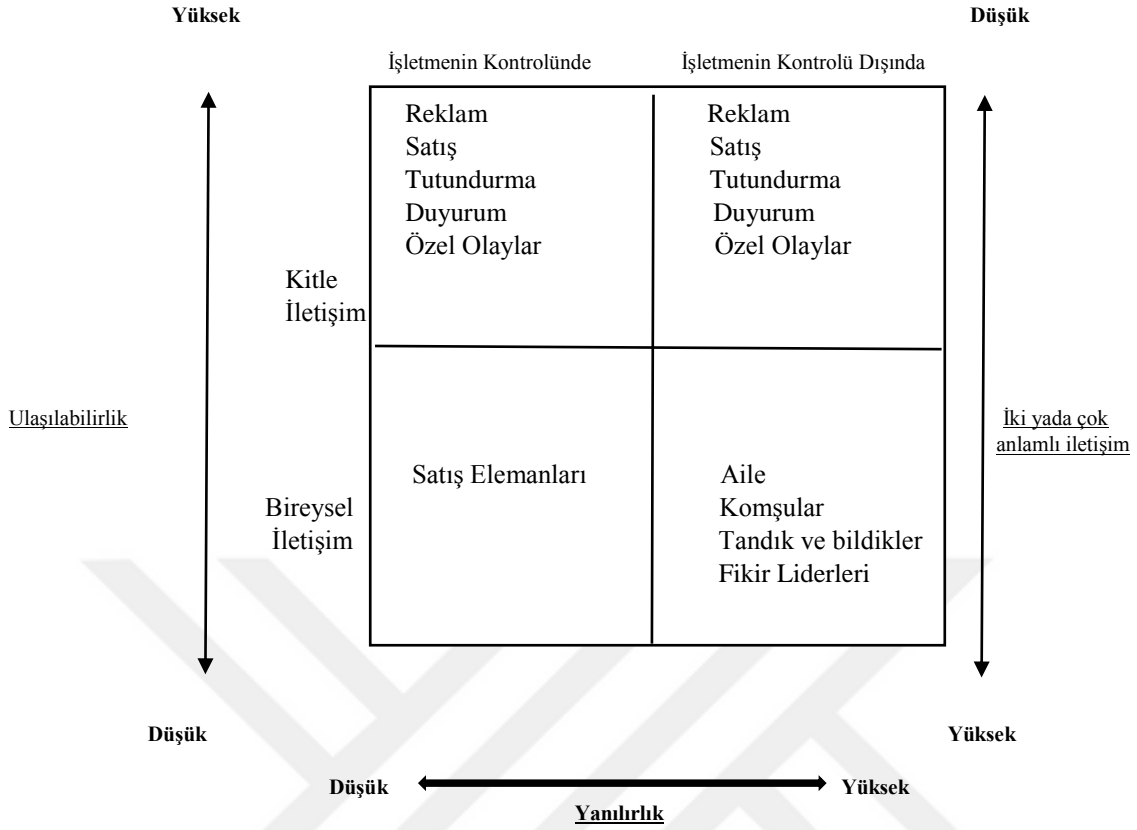 Yüksek
Düşük
İşletmenin Kontrolünde
İşletmenin Kontrolü Dışında
Reklam
Satış
Tutundurma
Duyurum
Özel Olaylar
Reklam
Satış
Tutundurma
Duyurum
Özel Olaylar
Kitle
İletişim
Ulaşılabilirlik
İki yada çok
anlamlı iletişim
Bireysel
İletişim
Satış Elemanları
Aile
Komşular
Tandık ve bildikler
Fikir Liderleri
Düşük
Yüksek
Düşük
Yüksek
Yanılırlık